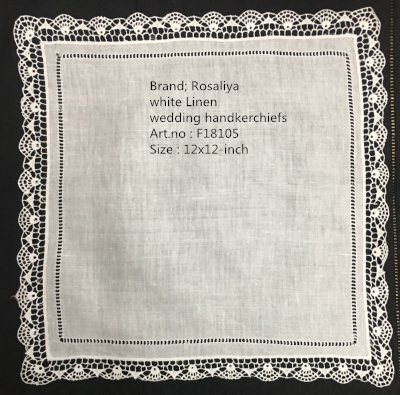 Brand; Rosaliya
white Linen
wedding handkerchiefs
Art.no : F18105
Size : 12x12-inch